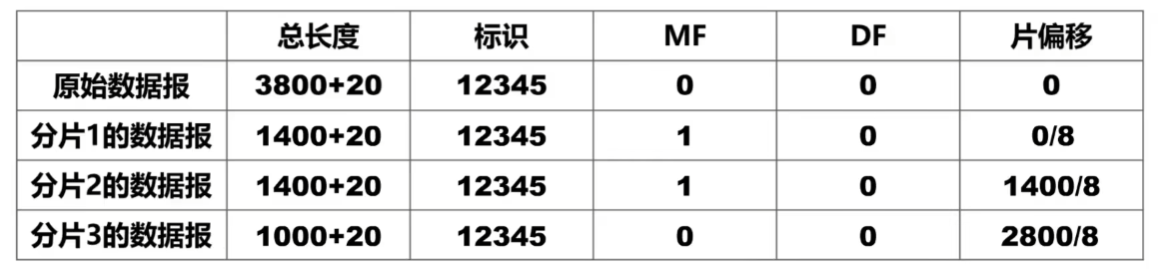 总长度 标识 MF DF 片偏移
原始数据报 3800+20 12345 0 0 0
分片1的数据报 1400+20 12345 1 0 0/8
分片2的数据报 1400+20 12345 1 0 1400/8
分片3的数据报 1000+20 12345 0 0 2800/8